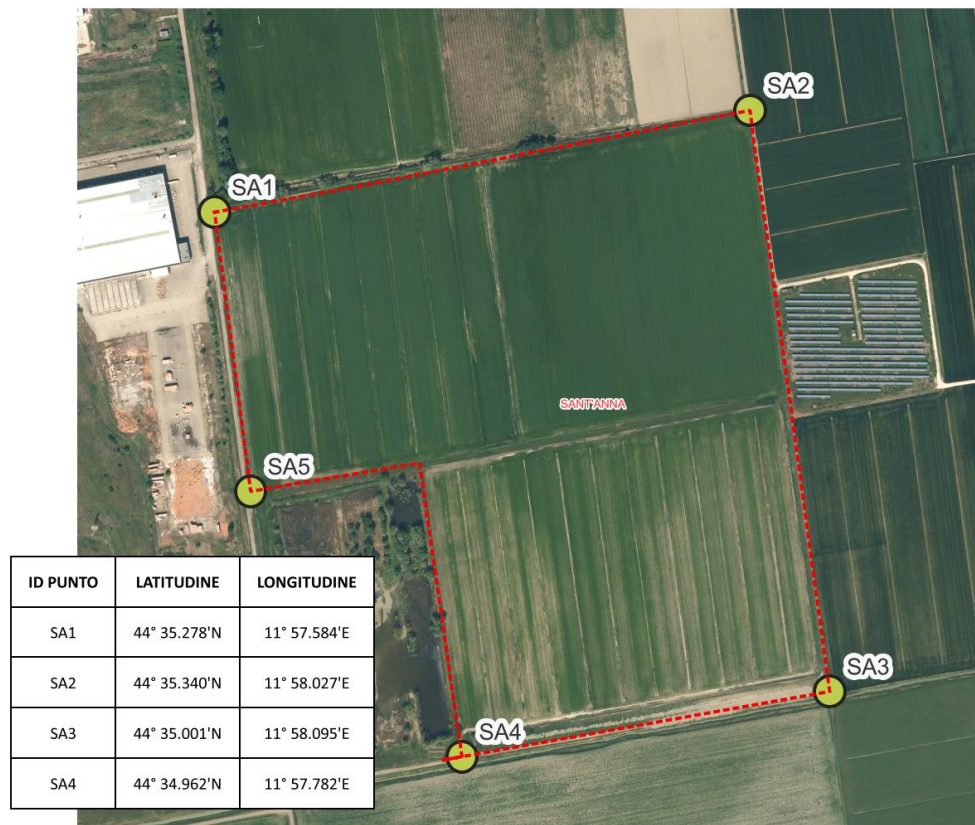 SA2
SA1
SANT'ANNA
SA5
SA3
SA4
ID PUNTO LATITUDINE LONGITUDINE
SA1 44° 35.278'N 11° 57.584'E
SA2 44° 35.340'N 11° 58.027'E
SA3 44° 35.001'N 11° 58.095'E
SA4 44° 34.962'N 11° 57.782'E